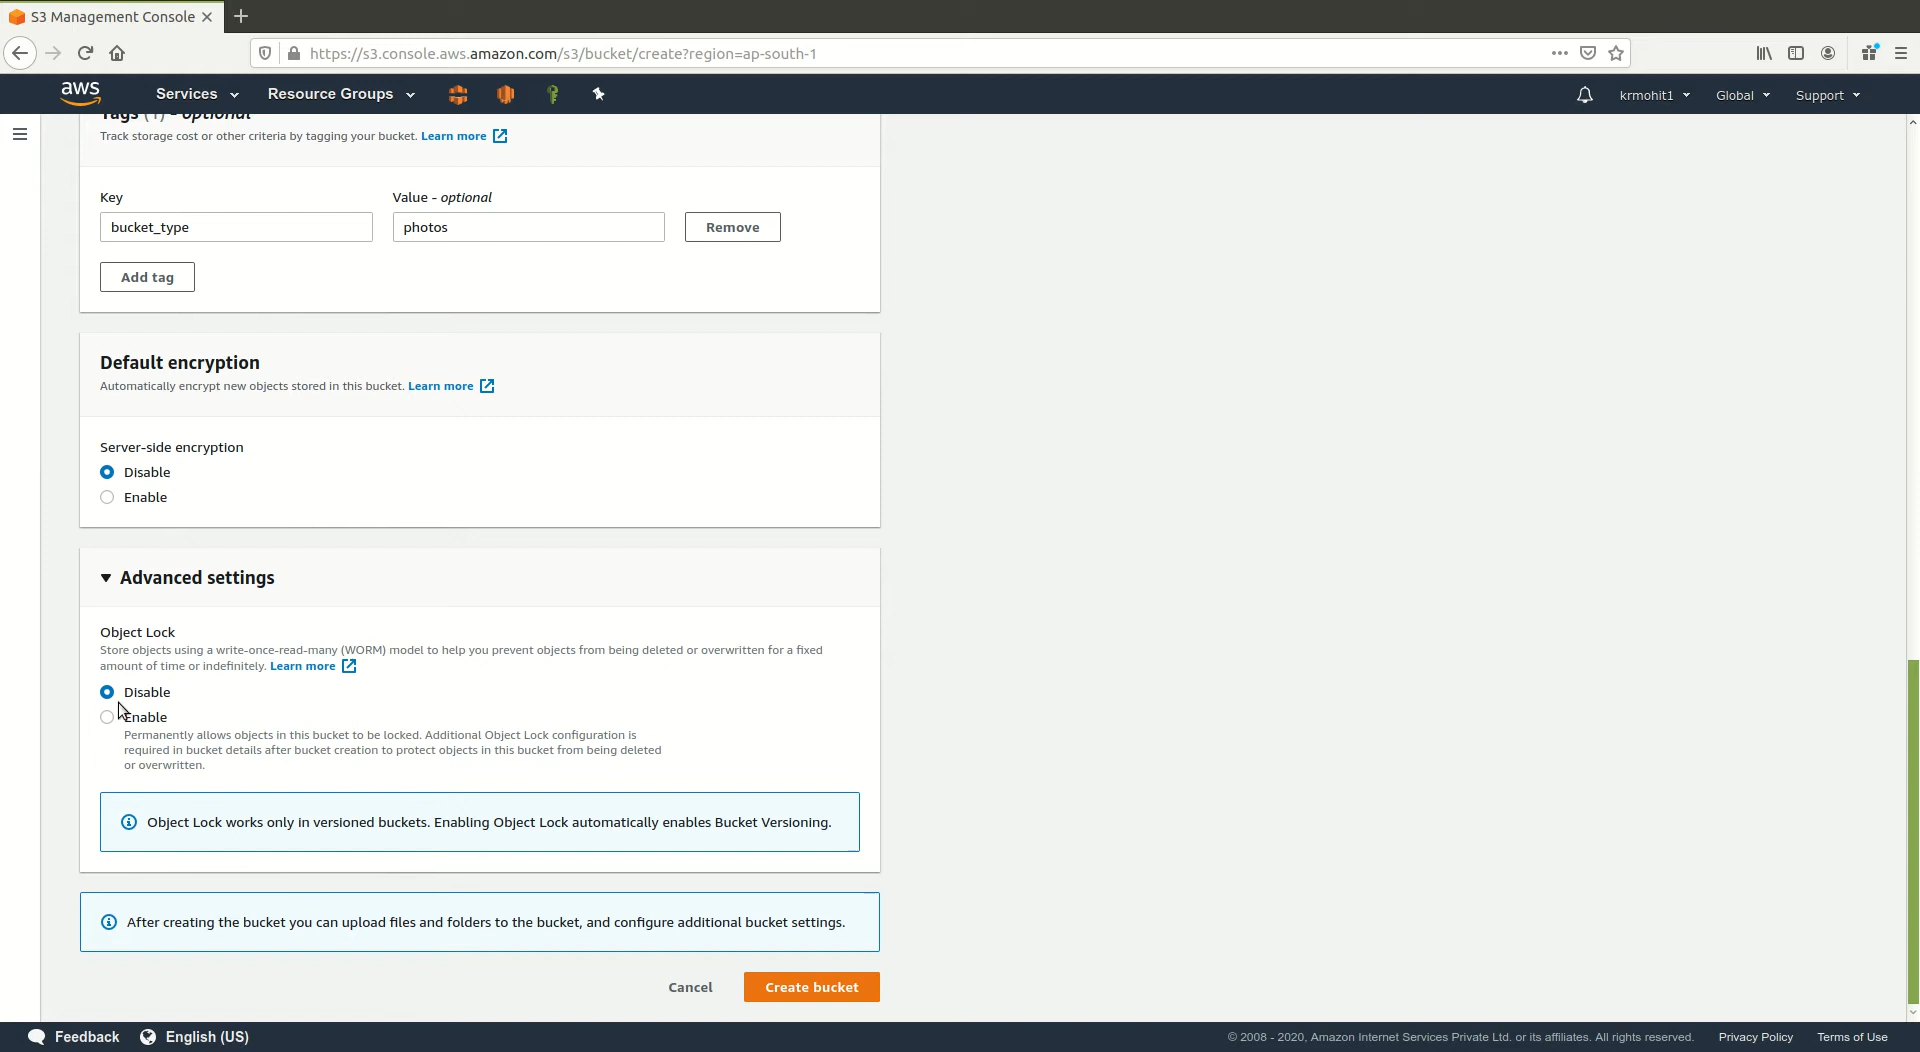 S3 Management Console
https://s3.console.aws.amazon.com/s3/bucket/create?region=ap-south-1
aws Services Resource Groups krmohit1 Global Support
Tags (1) - optional
Track storage cost or other criteria by tagging your bucket. Learn more
Key Value - optional
bucket_type photos Remove
Add tag
Default encryption
Automatically encrypt new objects stored in this bucket. Learn more
Server-side encryption
Disable
Enable
Advanced settings
Object Lock
Store objects using a write-once-read-many (WORM) model to help you prevent objects from being deleted or overwritten for a fixed
amount of time or indefinitely. Learn more
Disable
Enable
Permanently allows objects in this bucket to be locked. Additional Object Lock configuration is
required in bucket details after bucket creation to protect objects in this bucket from being deleted
or overwritten.
Object Lock works only in versioned buckets. Enabling Object Lock automatically enables Bucket Versioning.
After creating the bucket you can upload files and folders to the bucket, and configure additional bucket settings.
Cancel Create bucket
Feedback English (US) © 2008 - 2020, Amazon Internet Services Private Ltd. or its affiliates. All rights reserved. Privacy Policy Terms of Use